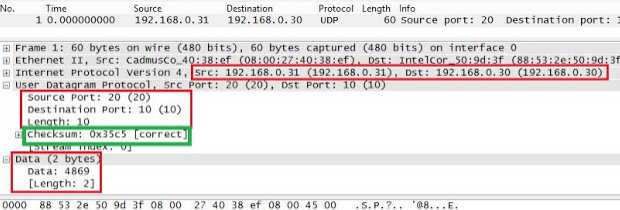 No. Time Source Destination Protocol Length Info
1 0.000000000 192.168.0.31 192.168.0.30 UDP 60 Source port: 20 Destination port: 1
Frame 1: 60 bytes on wire (480 bits), 60 bytes captured (480 bits) on interface 0
Ethernet II, Src: CadmusCo_40:38:ef (08:00:27:40:38:ef), Dst: IntelCor_50:9d:3f (88:53:2e:50:9d:3f
Internet Protocol Version 4, Src: 192.168.0.31 (192.168.0.31), Dst: 192.168.0.30 (192.168.0.30)
User Datagram Protocol, Src Port: 20 (20), Dst Port: 10 (10)
Source Port: 20 (20)
Destination Port: 10 (10)
Length: 10
Checksum: 0x35c5 [correct]
[Stream index: 0]
Data (2 bytes)
Data: 4869
[Length: 2]
0000 88 53 2e 50 9d 3f 08 00 27 40 38 ef 08 00 45 00 .S.P.?.. '@8...E.